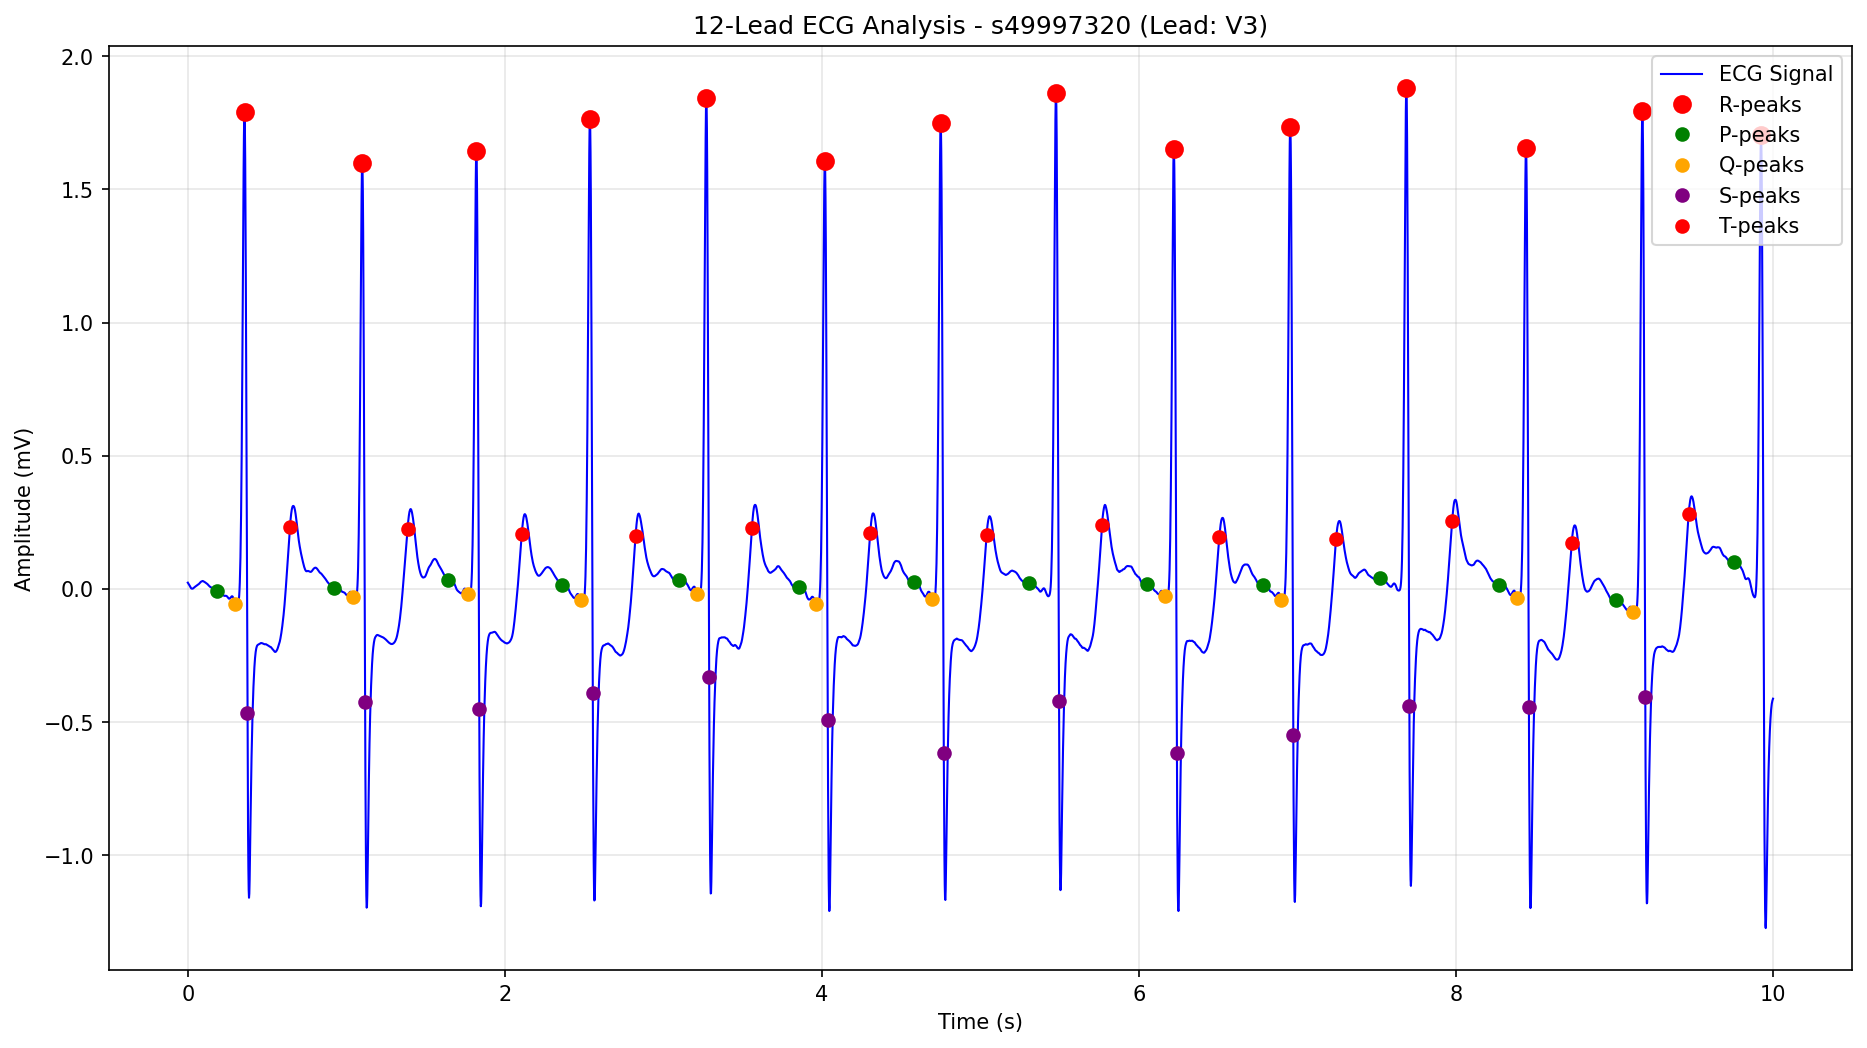 12-Lead ECG Analysis - s49997320 (Lead: V3)
2.0
1.5
1.0
0.5
0.0
−0.5
−1.0
Amplitude (mV)
ECG Signal
R-peaks
P-peaks
Q-peaks
S-peaks
T-peaks
0
2
4
6
8
10
Time (s)